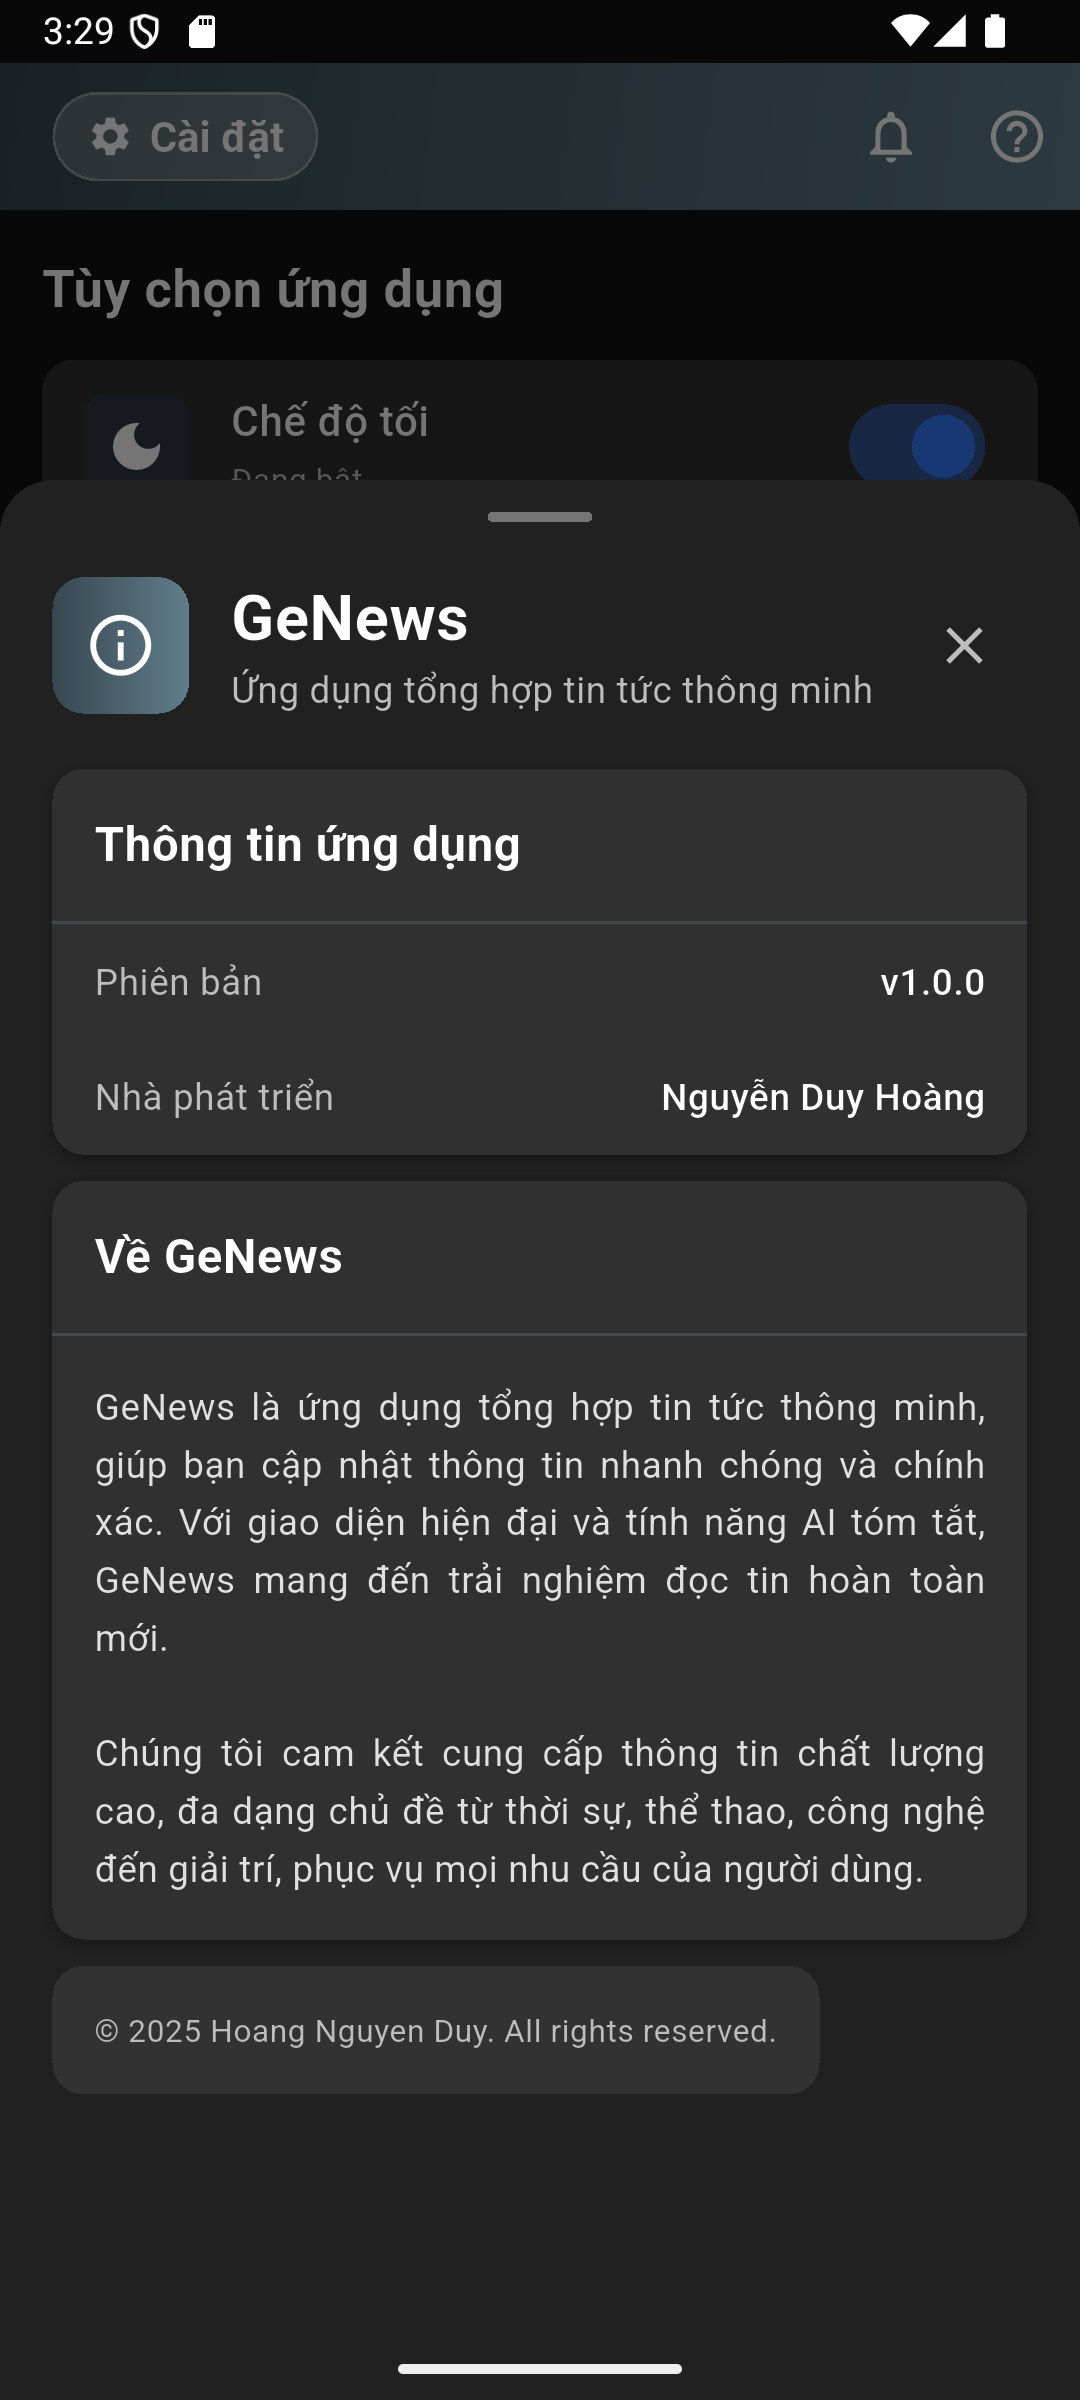 3:29
Cài đặt
Tùy chọn ứng dụng
Chế độ tối
Đang bật
GeNews
Ứng dụng tổng hợp tin tức thông minh
Thông tin ứng dụng
Phiên bản
v1.0.0
Nhà phát triển
Nguyễn Duy Hoàng
Về GeNews
GeNews là ứng dụng tổng hợp tin tức thông minh,
giúp bạn cập nhật thông tin nhanh chóng và chính
xác. Với giao diện hiện đại và tính năng AI tóm tắt,
GeNews mang đến trải nghiệm đọc tin hoàn toàn
mới.
Chúng tôi cam kết cung cấp thông tin chất lượng
cao, đa dạng chủ đề từ thời sự, thể thao, công nghệ
đến giải trí, phục vụ mọi nhu cầu của người dùng.
© 2025 Hoang Nguyen Duy. All rights reserved.